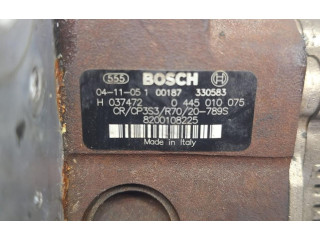 555 BOSCH
04-11-05 1 00187 330583
H 037472 0 445 010 075
CR/CP3S3/R70/20-789S
8200108225
Made in Italy